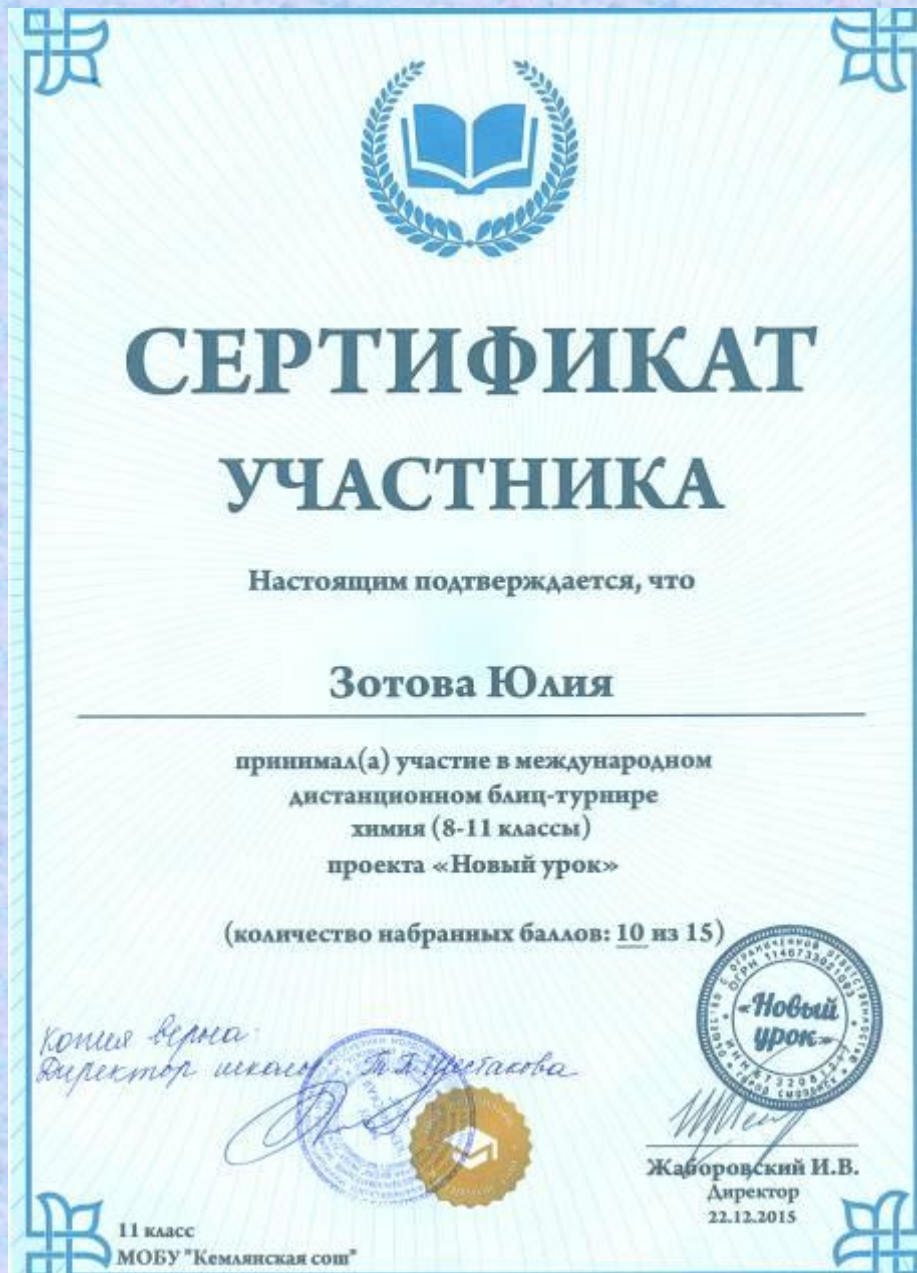 СЕРТИФИКАТ
УЧАСТНИКА
Настоящим подтверждается, что
Зотова Юлия
принимал(а) участие в международном
дистанционном блиц-турнире
химия (8-11 классы)
проекта «Новый урок»
(количество набранных баллов: 10 из 15)
«Новый
урок»
Копия верна:
Директор школы
Жаборовский И.В.
Директор
22.12.2015
11 класс
МОБУ "Кемлянская сош"